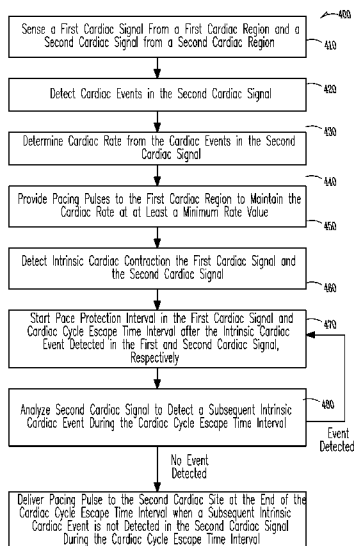 400
Sense a First Cardiac Signal From a First Cardiac Region and a
Second Cardiac Signal from a Second Cardiac Region
410
Detect Cardiac Events in the Second Cardiac Signal
420
Determine Cardiac Rate from the Cardiac Events in the Second
Cardiac Signal
430
Provide Pacing Pulses to the First Cardiac Region to Maintain the
Cardiac Rate at at Least a Minimum Rate Value
440
450
Detect Intrinsic Cardiac Contraction the First Cardiac Signal and
the Second Cardiac Signal
460
Start Pace Protection Interval in the First Cardiac Signal and
Cardiac Cycle Escape Time Interval after the Intrinsic Cardiac
Event Detected in the First and Second Cardiac Signal,
Respectively
470
Analyze Second Cardiac Signal to Detect a Subsequent Intrinsic
Cardiac Event During the Cardiac Cycle Escape Time Interval
480
Event
Detected
No Event
Detected
Deliver Pacing Pulse to the Second Cardiac Site at the End of the
Cardiac Cycle Escape Time Interval when a Subsequent Intrinsic
Cardiac Event is not Detected in the Second Cardiac Signal
During the Cardiac Cycle Escape Time Interval